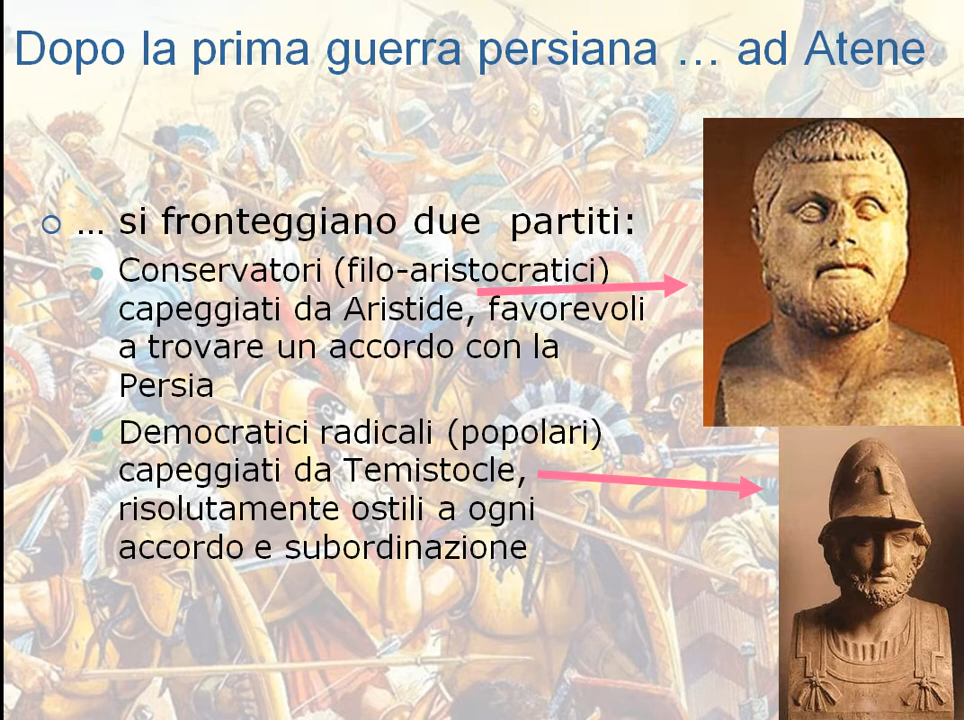 Dopo la prima guerra persiana … ad Atene
… si fronteggiano due partiti:
Conservatori (filo-aristocratici)
capeggiati da Aristide, favorevoli
a trovare un accordo con la
Persia
Democratici radicali (popolari)
capeggiati da Temistocle,
risolutamente ostili a ogni
accordo e subordinazione